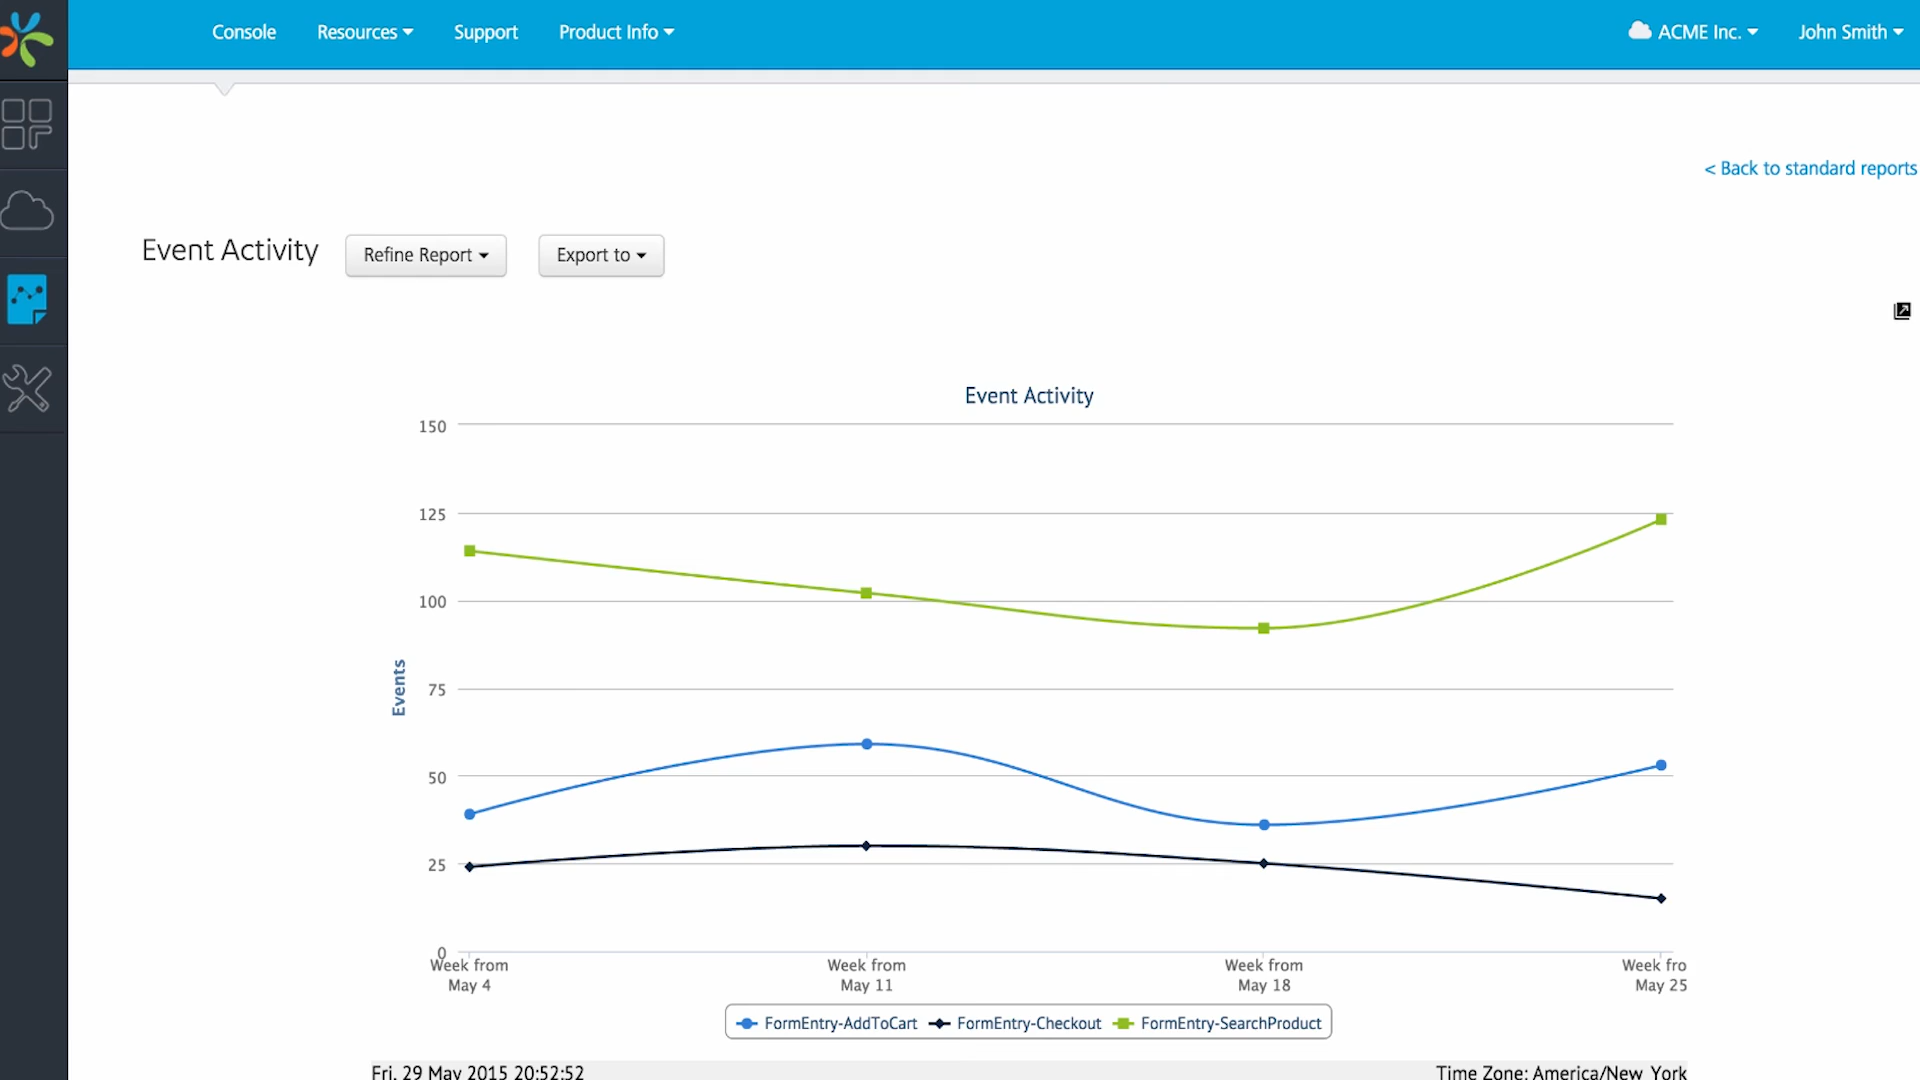 Console Resources Support Product Info ACME Inc. John Smith
< Back to standard reports
Event Activity Refine Report Export to
Event Activity
150
125
100
75
50
25
0
Events
Week from May 4
Week from May 11
Week from May 18
Week fro May 25
FormEntry-AddToCart FormEntry-Checkout FormEntry-SearchProduct
Fri, 29 May 2015 20:52:52 Time Zone: America/New York